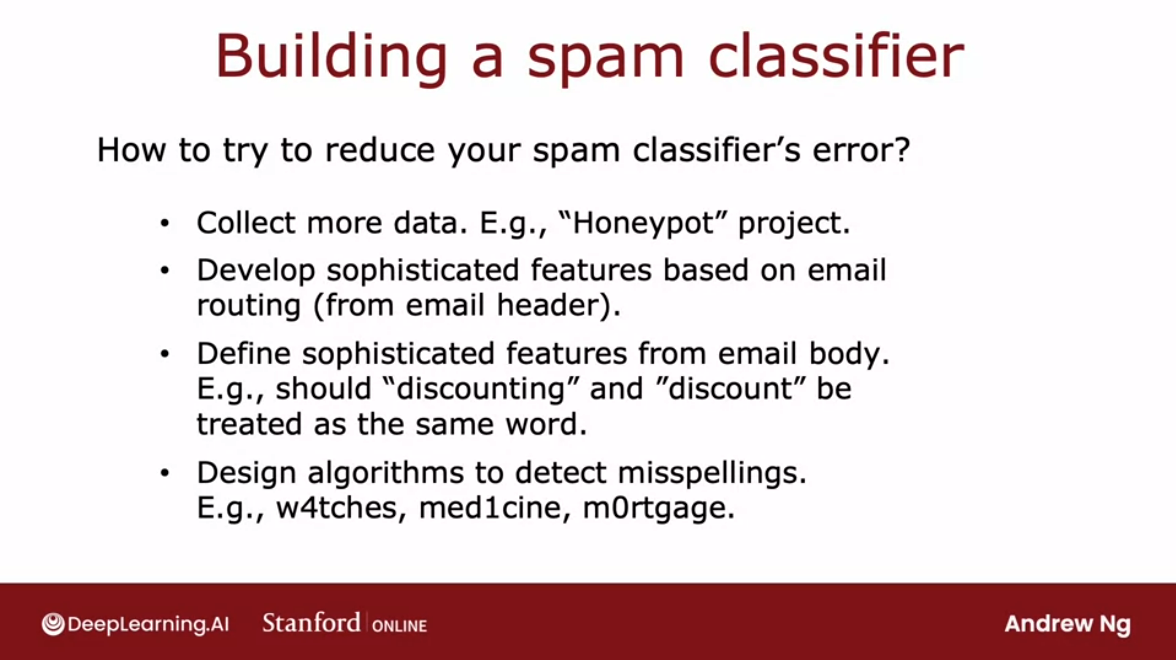 Building a spam classifier
How to try to reduce your spam classifier’s error?
• Collect more data. E.g., “Honeypot” project.
• Develop sophisticated features based on email
routing (from email header).
• Define sophisticated features from email body.
E.g., should “discounting” and ”discount” be
treated as the same word.
• Design algorithms to detect misspellings.
E.g., w4tches, med1cine, m0rtgage.
DeepLearning.AI Stanford ONLINE Andrew Ng